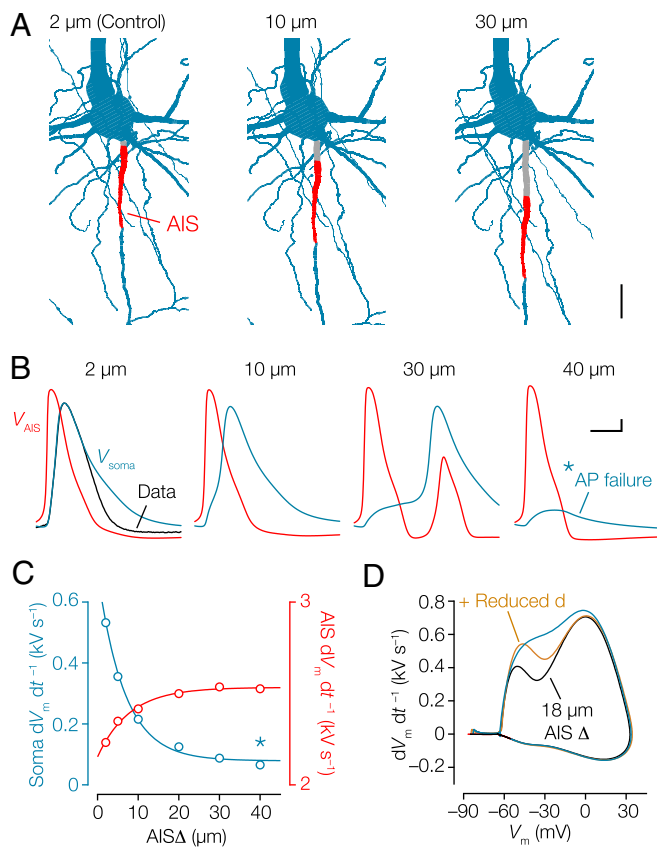 A
2 µm (Control)
10 µm
30 µm
AIS
B
2 µm
10 µm
30 µm
40 µm
V_AIS
V_soma
Data
* AP failure
C
0.6
0.4
0.2
0
Soma dV_m dt⁻¹ (kV s⁻¹)
3
2
AIS dV_m dt⁻¹ (kV s⁻¹)
*
0 10 20 30 40
AISΔ (µm)
D
+ Reduced d
0.8
0.6
0.4
0.2
0
−0.2
dV_m dt⁻¹ (kV s⁻¹)
18 µm
AIS Δ
−90 −60 −30 0 30
V_m (mV)